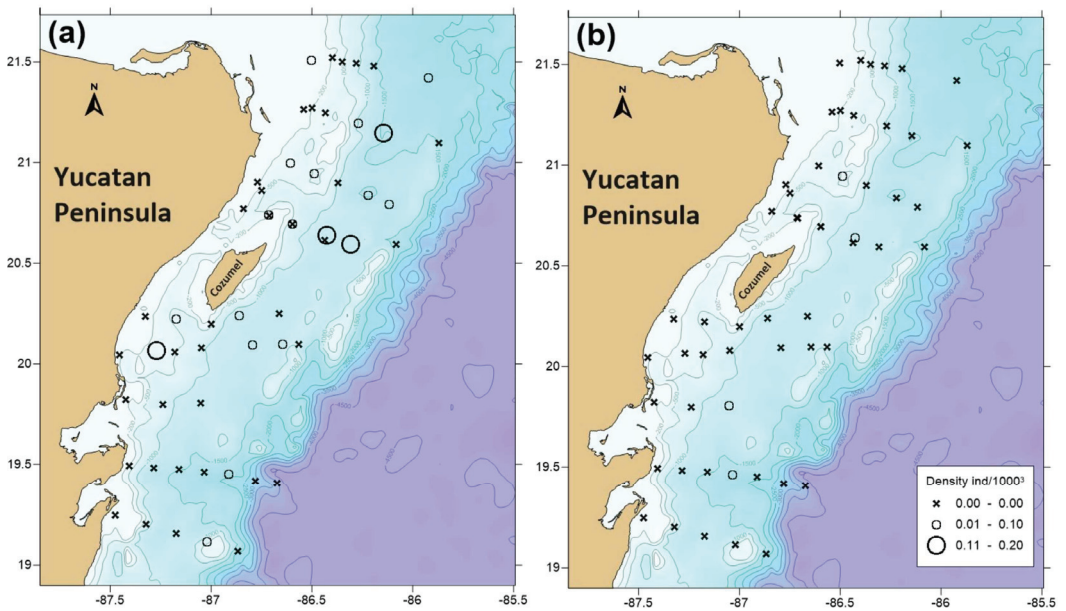 (a)
N
Yucatan
Peninsula
Cozumel
21.5
21
20.5
20
19.5
19
-87.5
-87
-86.5
-86
-85.5
(b)
N
Yucatan
Peninsula
Cozumel
21.5
21
20.5
20
19.5
19
-87.5
-87
-86.5
-86
-85.5
Density ind/1000³
0.00 - 0.00
0.01 - 0.10
0.11 - 0.20